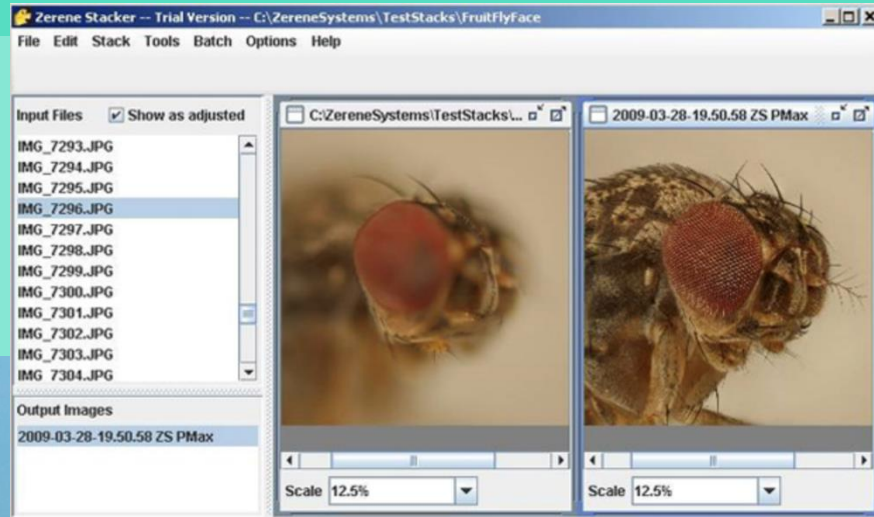 Zerene Stacker -- Trial Version -- C:\ZereneSystems\TestStacks\FruitFlyFace
File Edit Stack Tools Batch Options Help
Input Files Show as adjusted
IMG_7293.JPG
IMG_7294.JPG
IMG_7295.JPG
IMG_7296.JPG
IMG_7297.JPG
IMG_7298.JPG
IMG_7299.JPG
IMG_7300.JPG
IMG_7301.JPG
IMG_7302.JPG
IMG_7303.JPG
IMG_7304.JPG
Output Images
2009-03-28-19.50.58 ZS PMax
C:\ZereneSystems\TestStacks\...
Scale 12.5%
2009-03-28-19.50.58 ZS PMax
Scale 12.5%